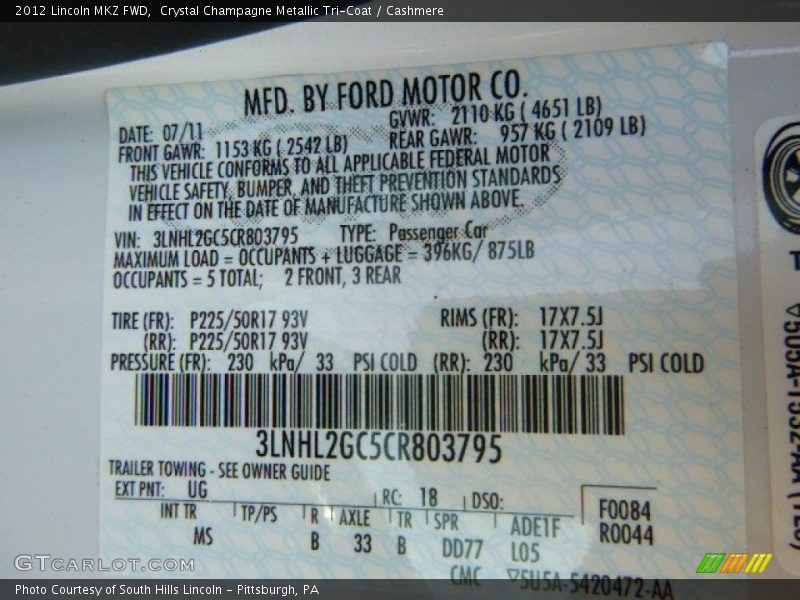 2012 Lincoln MKZ FWD,  Crystal Champagne Metallic Tri-Coat / Cashmere
MFD. BY FORD MOTOR CO.
DATE: 07/11 GVWR: 2110 KG ( 4651 LB)
FRONT GAWR: 1153 KG ( 2542 LB) REAR GAWR: 957 KG ( 2109 LB)
THIS VEHICLE CONFORMS TO ALL APPLICABLE FEDERAL MOTOR
VEHICLE SAFETY, BUMPER, AND THEFT PREVENTION STANDARDS
IN EFFECT ON THE DATE OF MANUFACTURE SHOWN ABOVE.
VIN: 3LNHL2GC5CR803795 TYPE: Passenger Car
MAXIMUM LOAD = OCCUPANTS + LUGGAGE = 396KG/ 875LB
OCCUPANTS = 5 TOTAL; 2 FRONT, 3 REAR
TIRE (FR): P225/50R17 93V RIMS (FR): 17X7.5J
(RR): P225/50R17 93V (RR): 17X7.5J
PRESSURE (FR): 230 kPa/ 33 PSI COLD (RR): 230 kPa/ 33 PSI COLD
3LNHL2GC5CR803795
TRAILER TOWING - SEE OWNER GUIDE
EXT PNT: UG RC: 18 DSO: F0084
INT TR TP/PS R AXLE TR SPR ADE1F R0044
MS B 33 B DD77 L05
CMC ▽5U5A-5420472-AA
GTCARLOT.COM
Photo Courtesy of South Hills Lincoln - Pittsburgh, PA